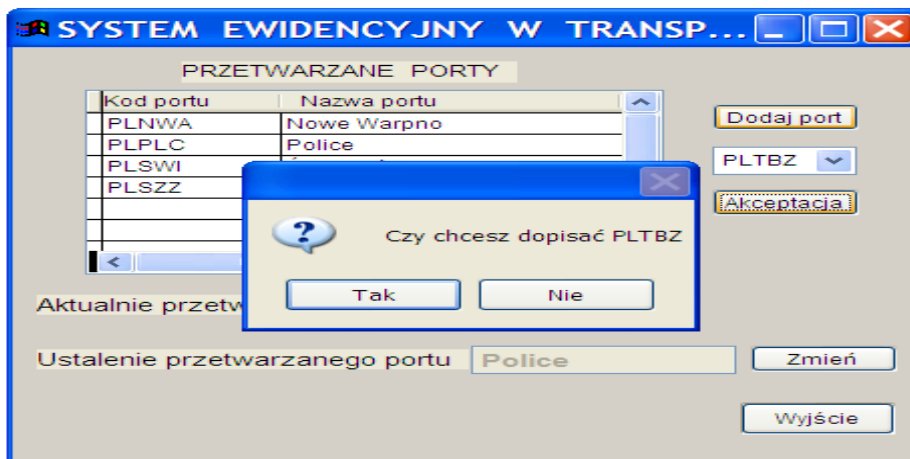 SYSTEM EWIDENCYJNY W TRANSP...
PRZETWARZANE PORTY
Kod portu Nazwa portu
PLNWA Nowe Warpno
PLPLC Police
PLSWI
PLSZZ
Dodaj port
PLTBZ
Akceptacja
Czy chcesz dopisać PLTBZ
Tak Nie
Aktualnie
Ustalenie przetwarzanego portu Police Zmień
Wyjście